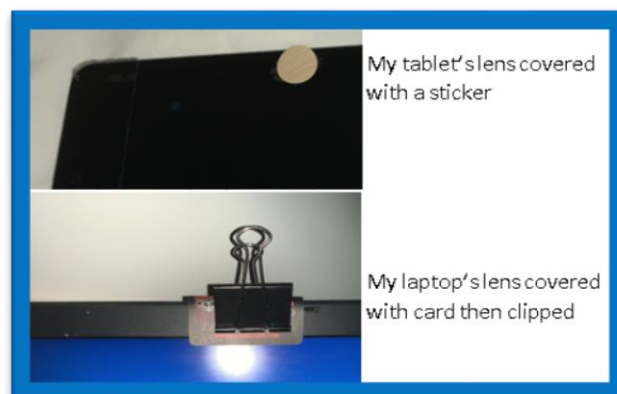 My tablet's lens covered
with a sticker
My laptop's lens covered
with card then clipped